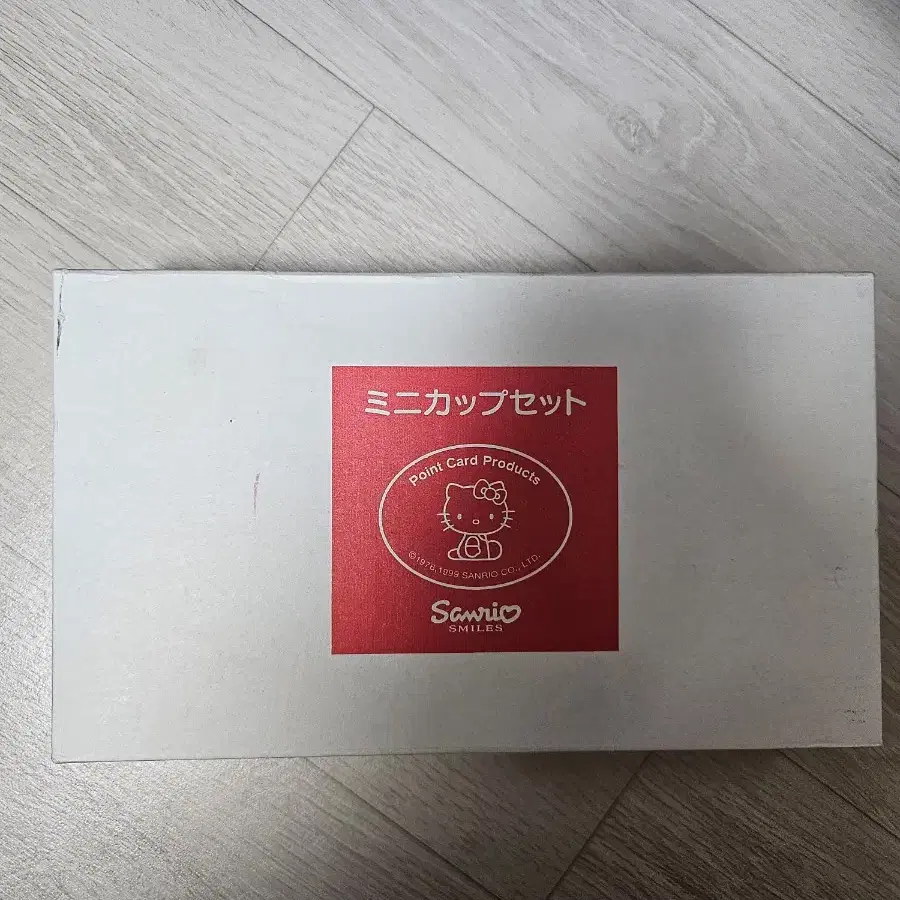 ミニカップセット
Point Card Products
©1976,1999 SANRIO CO., LTD.
Sanrio
SMILES